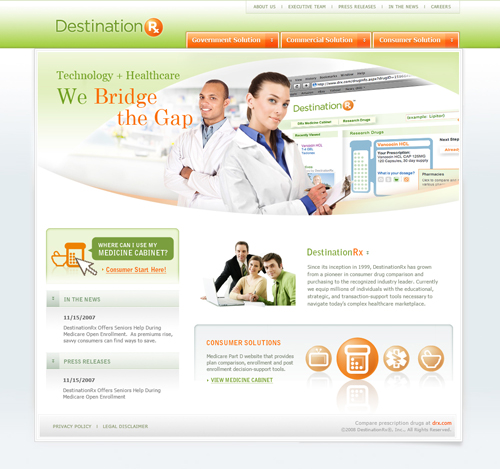 ABOUT US | EXECUTIVE TEAM | PRESS RELEASES | IN THE NEWS | CAREERS
DestinationRx
Government Solution
Commercial Solution
Consumer Solution
Technology + Healthcare
We Bridge
the Gap
DestinationRx
(example: Lipitor)
Research Drugs
Recently Viewed
Research Drugs
Next Step
Venlosin HCL
Your Prescription:
What is your dosage?
Pharmacies
WHERE CAN I USE MY
MEDICINE CABINET?
Consumer Start Here!
DestinationRx
Since its inception in 1999, DestinationRx has grown
from a pioneer in consumer drug comparison and
purchasing to the recognized industry leader. Currently
we equip millions of individuals with the educational,
strategic, and transaction-support tools necessary to
navigate today's complex healthcare marketplace.
IN THE NEWS
11/15/2007
DestinationRx Offers Seniors Help During
Medicare Open Enrollment. As premiums rise,
savvy consumers can find ways to save.
PRESS RELEASES
11/15/2007
DestinationRx Offers Seniors Help During
Medicare Open Enrollment
CONSUMER SOLUTIONS
Medicare Part D website that provides
plan comparison, enrollment and post
enrollment decision-support tools.
VIEW MEDICINE CABINET
PRIVACY POLICY | LEGAL DISCLAIMER
Compare prescription drugs at drx.com
©2008 DestinationRx®, Inc., All Rights Reserved.